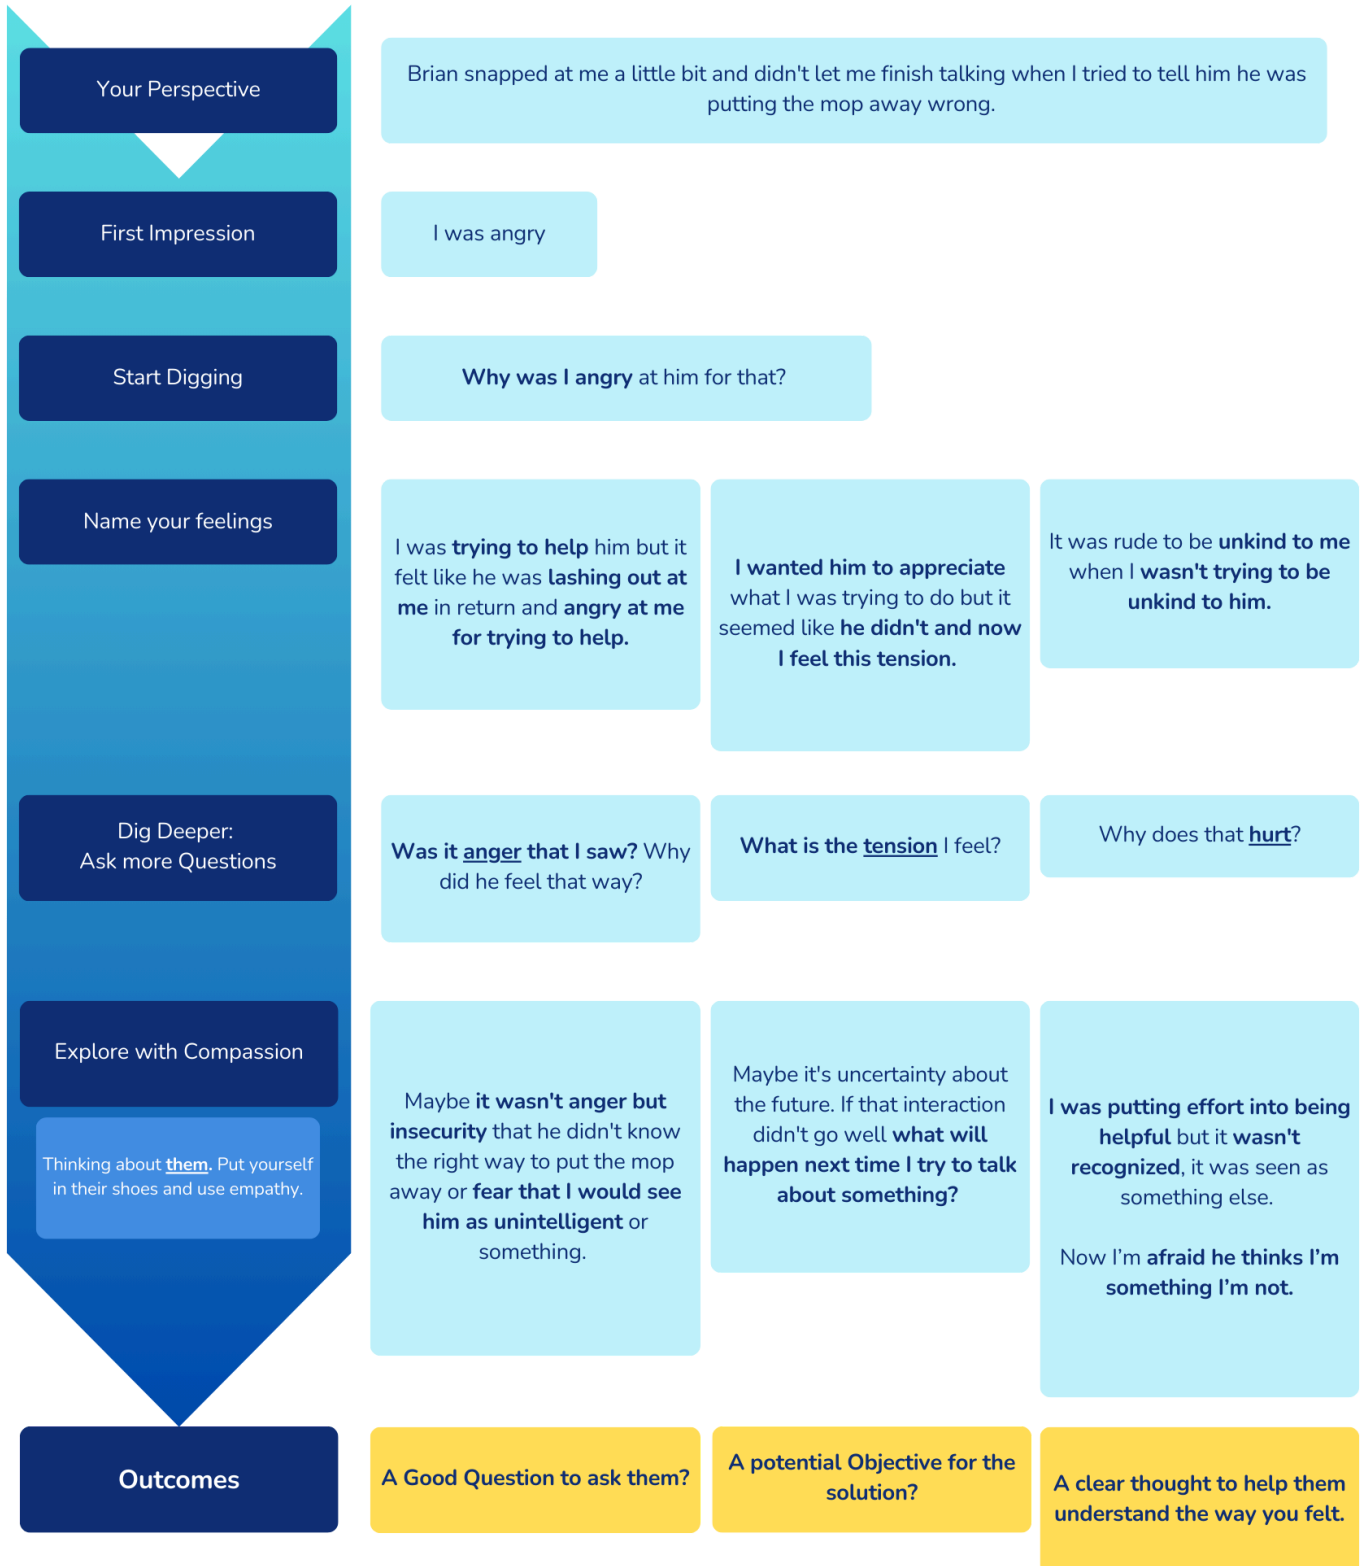 Your Perspective
Brian snapped at me a little bit and didn't let me finish talking when I tried to tell him he was
putting the mop away wrong.
First Impression
I was angry
Start Digging
Why was I angry at him for that?
Name your feelings
I was trying to help him but it
felt like he was lashing out at
me in return and angry at me
for trying to help.
I wanted him to appreciate
what I was trying to do but it
seemed like he didn't and now
I feel this tension.
It was rude to be unkind to me
when I wasn't trying to be
unkind to him.
Dig Deeper:
Ask more Questions
Was it anger that I saw? Why
did he feel that way?
What is the tension I feel?
Why does that hurt?
Explore with Compassion
Thinking about them. Put yourself
in their shoes and use empathy.
Maybe it wasn't anger but
insecurity that he didn't know
the right way to put the mop
away or fear that I would see
him as unintelligent or
something.
Maybe it's uncertainty about
the future. If that interaction
didn't go well what will
happen next time I try to talk
about something?
I was putting effort into being
helpful but it wasn't
recognized, it was seen as
something else.
Now I’m afraid he thinks I’m
something I’m not.
Outcomes
A Good Question to ask them?
A potential Objective for the
solution?
A clear thought to help them
understand the way you felt.